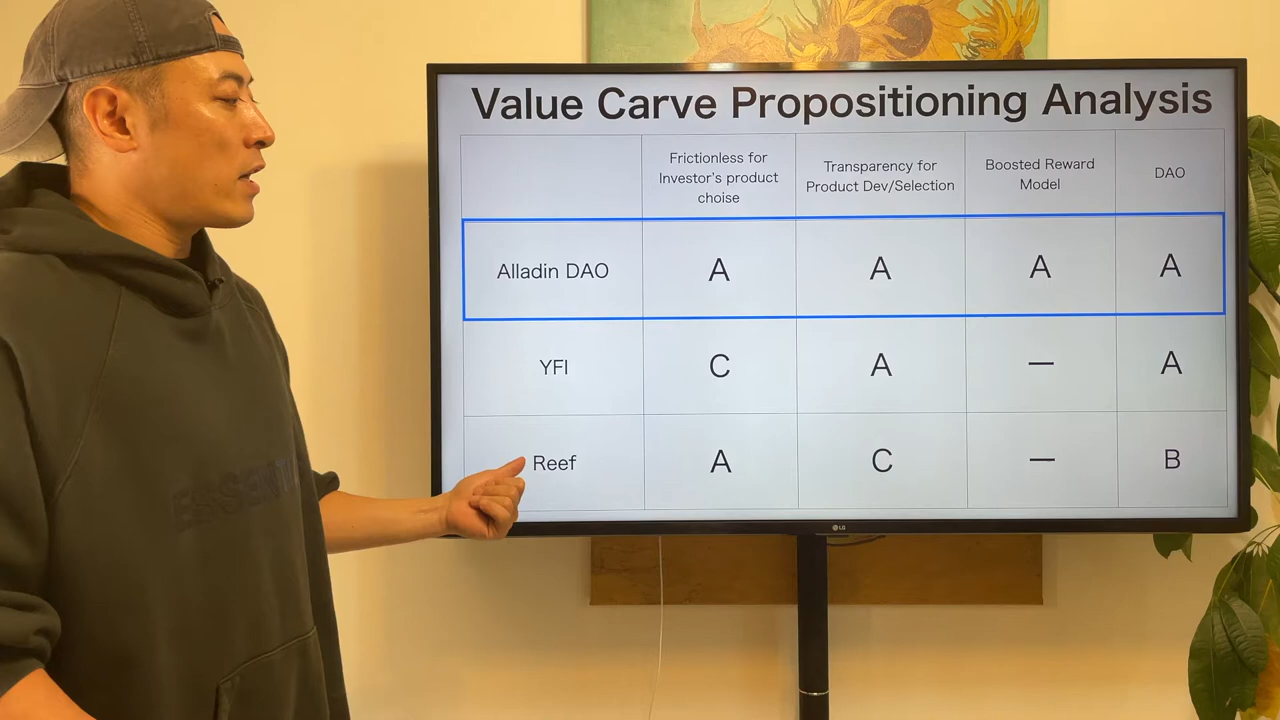 Value Carve Propositioning Analysis
Frictionless for
Investor's product
choise
Transparency for
Product Dev/Selection
Boosted Reward
Model
DAO
Alladin DAO
A
A
A
A
YFI
C
A
—
A
Reef
A
C
—
B
LG